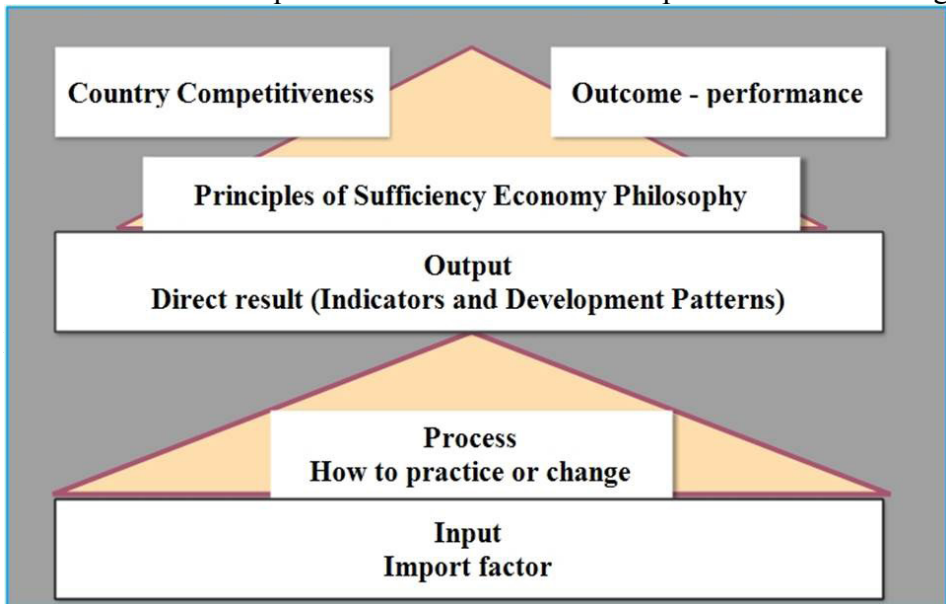 Country Competitiveness
Outcome - performance
Principles of Sufficiency Economy Philosophy
Output
Direct result (Indicators and Development Patterns)
Process
How to practice or change
Input
Import factor